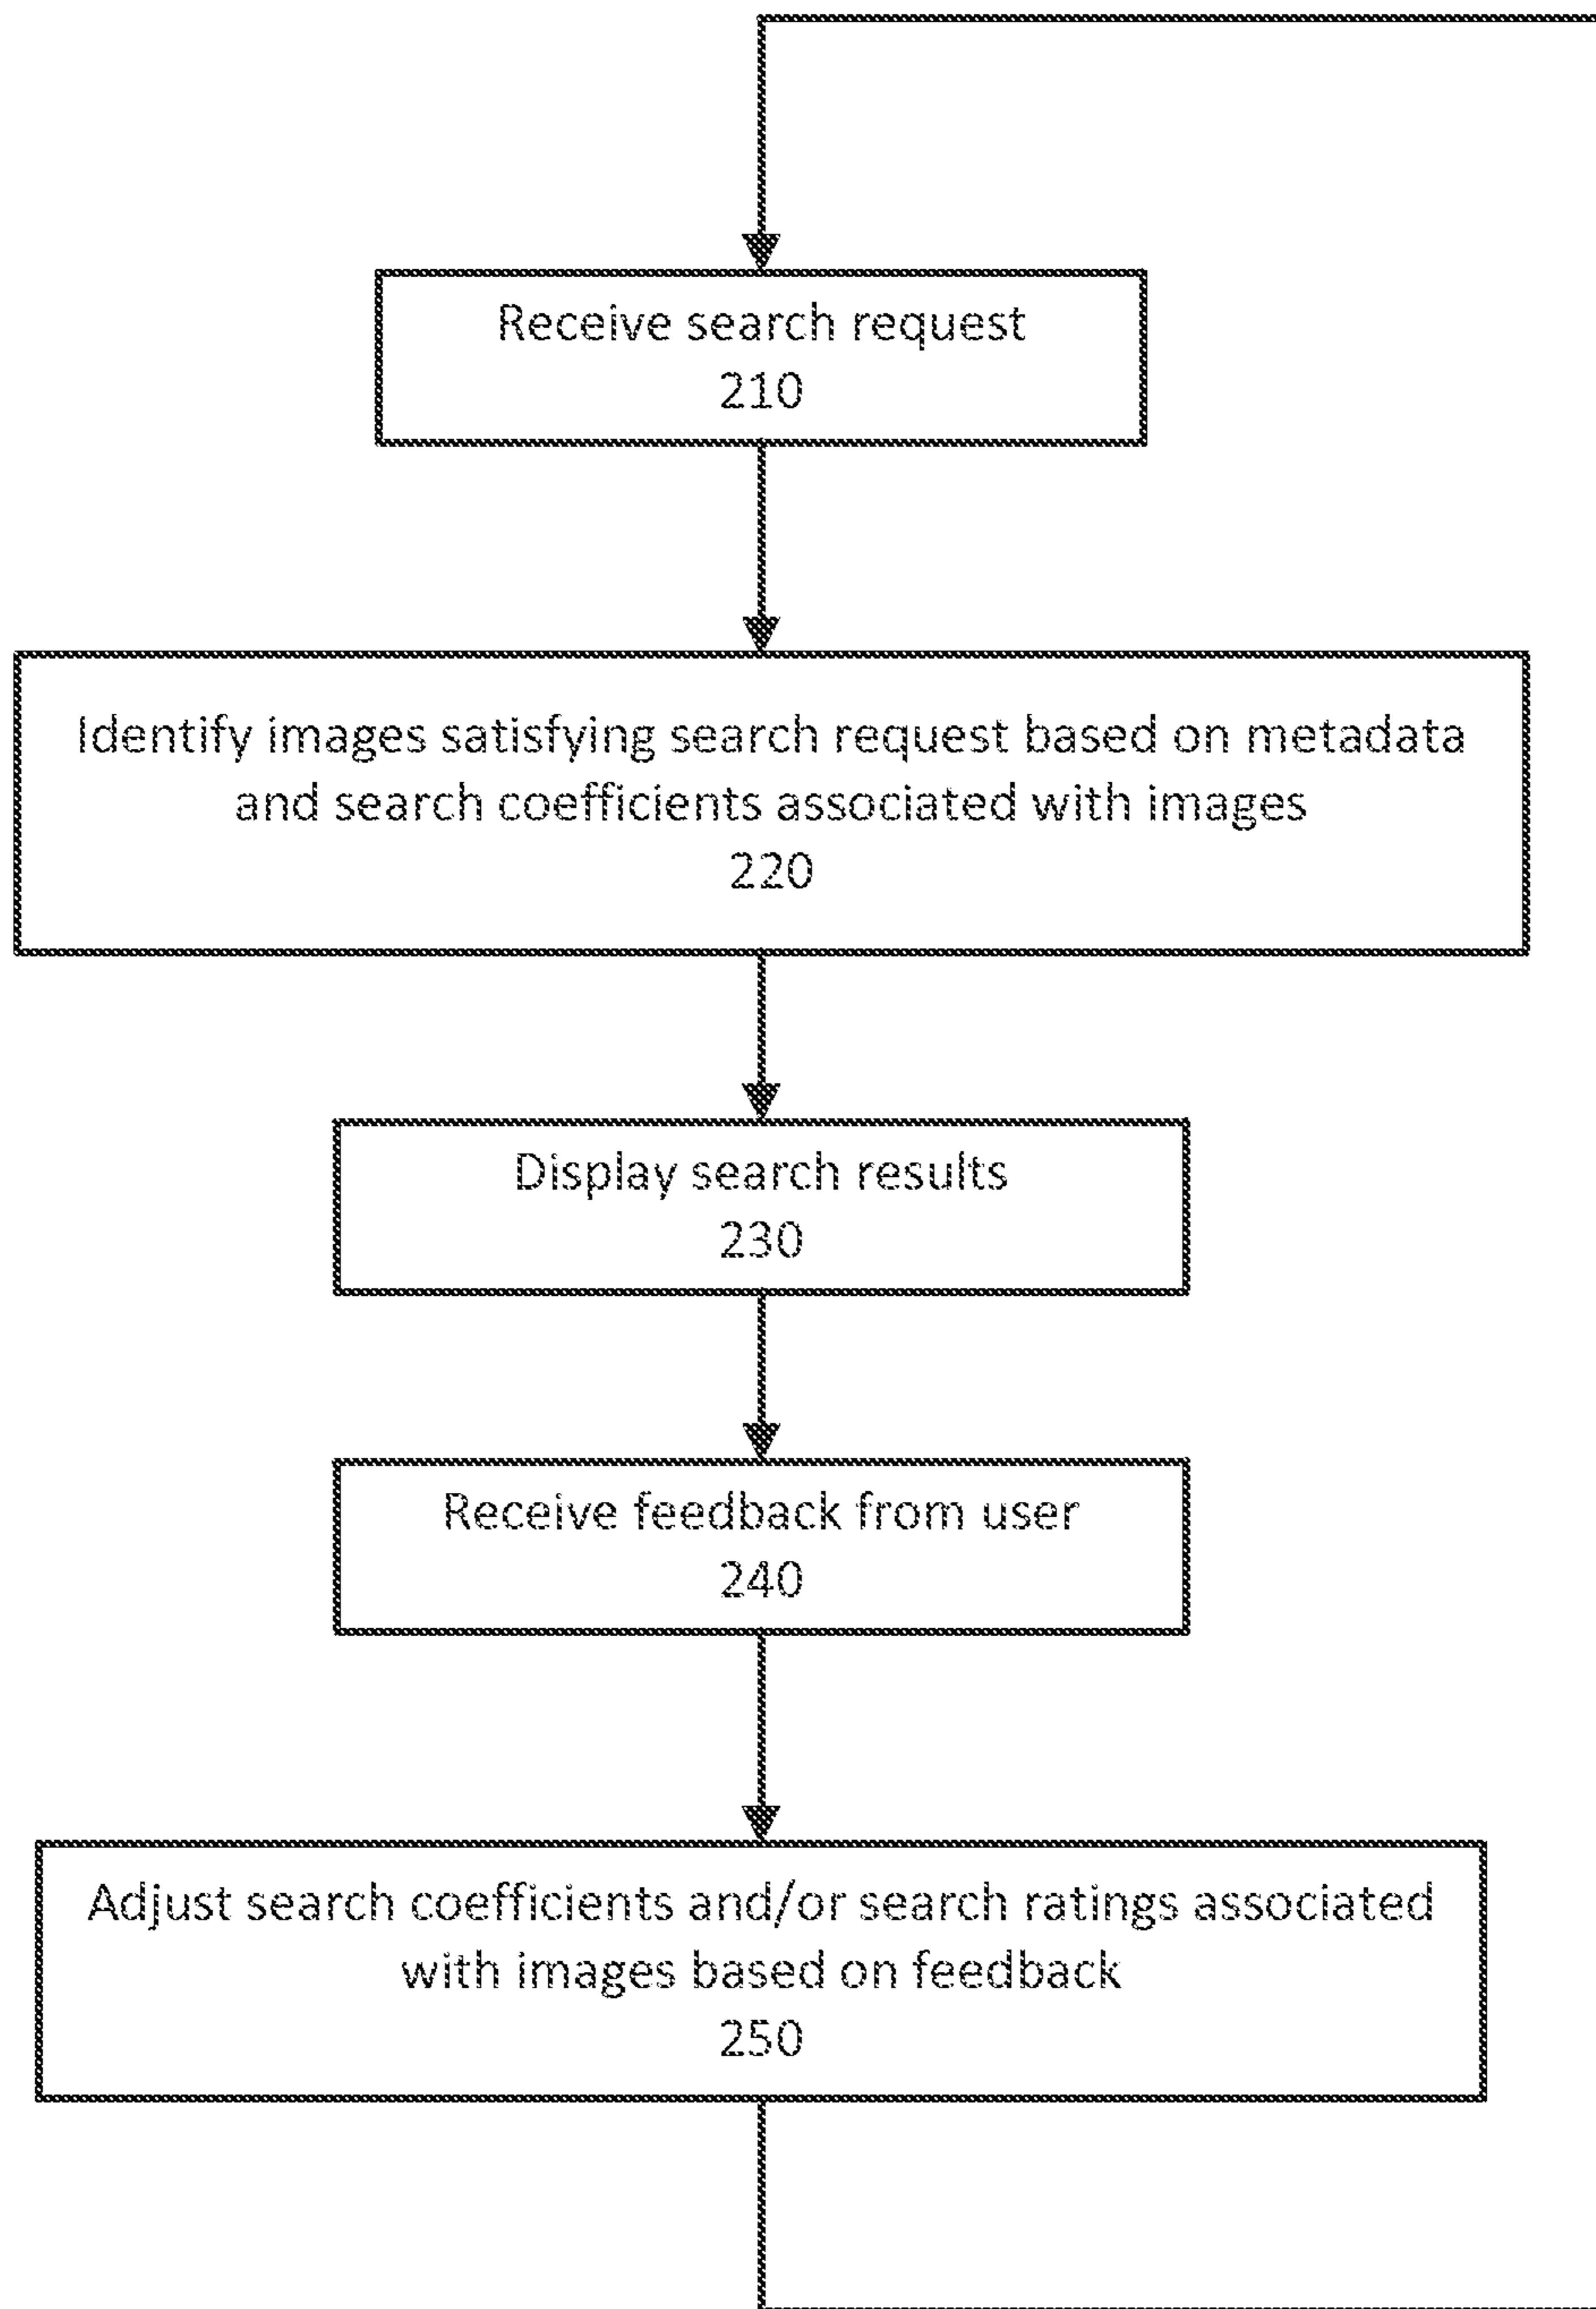 Receive search request
210
Identify images satisfying search request based on metadata
and search coefficients associated with images
220
Display search results
230
Receive feedback from user
240
Adjust search coefficients and/or search ratings associated
with images based on feedback
250